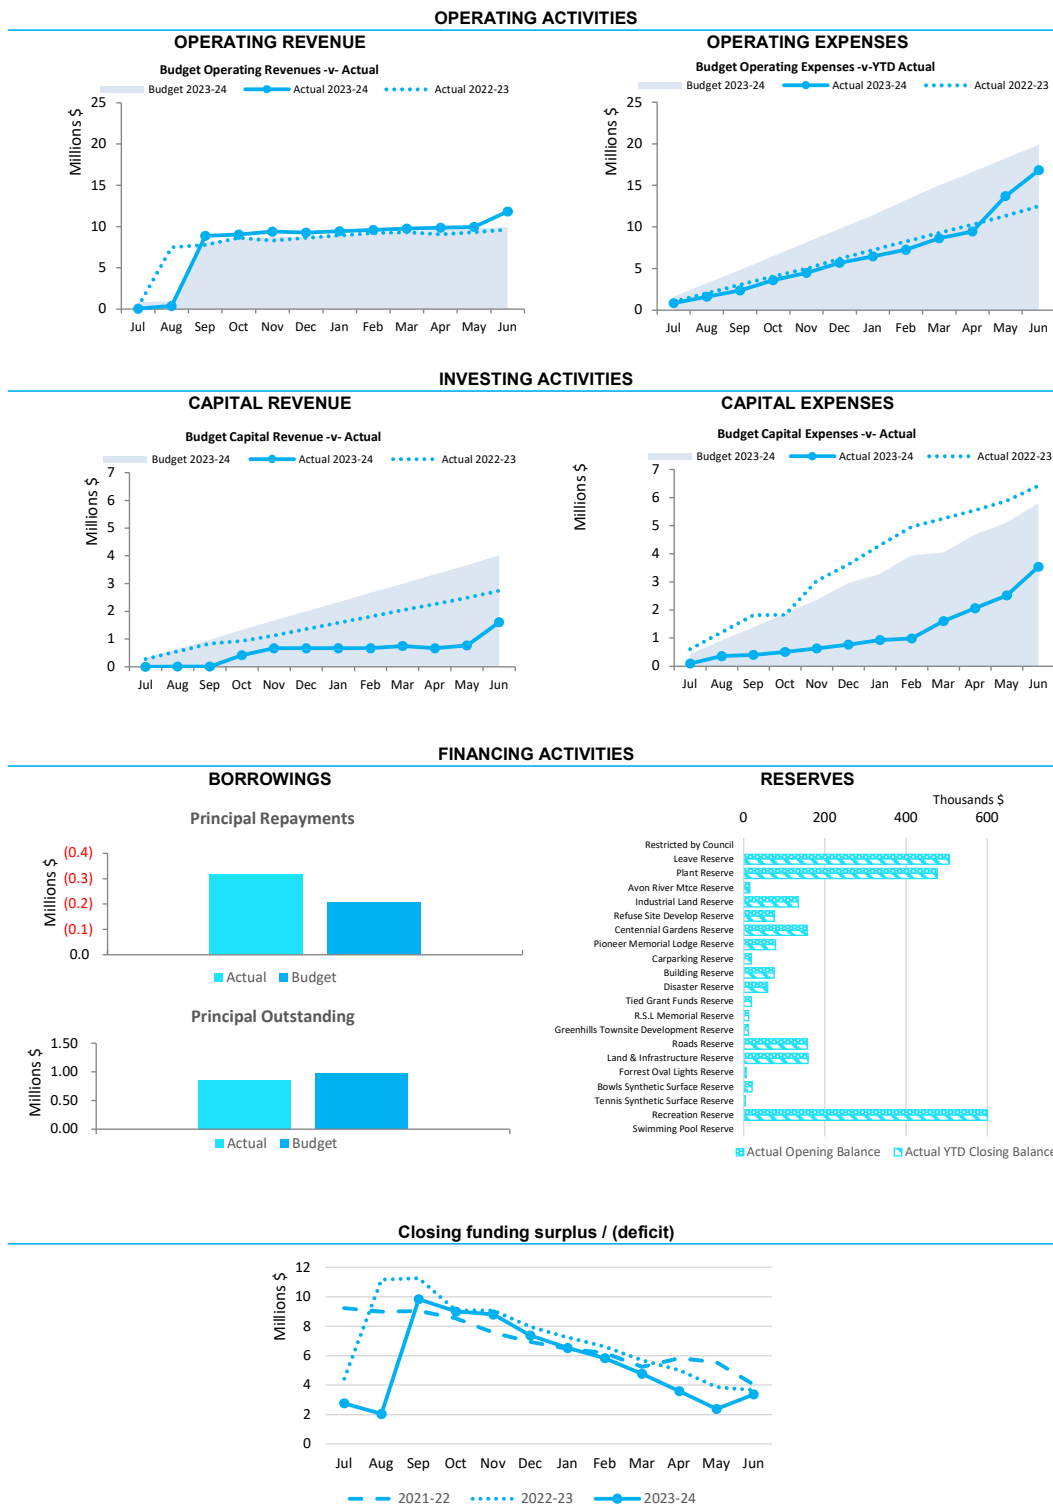 OPERATING ACTIVITIES
OPERATING REVENUE
Budget Operating Revenues -v- Actual
Budget 2023-24 Actual 2023-24 Actual 2022-23
Millions $
25
20
15
10
5
0
Jul Aug Sep Oct Nov Dec Jan Feb Mar Apr May Jun
OPERATING EXPENSES
Budget Operating Expenses -v-YTD Actual
Budget 2023-24 Actual 2023-24 Actual 2022-23
Millions $
25
20
15
10
5
0
Jul Aug Sep Oct Nov Dec Jan Feb Mar Apr May Jun
INVESTING ACTIVITIES
CAPITAL REVENUE
Budget Capital Revenue -v- Actual
Budget 2023-24 Actual 2023-24 Actual 2022-23
Millions $
7
6
5
4
3
2
1
0
Jul Aug Sep Oct Nov Dec Jan Feb Mar Apr May Jun
CAPITAL EXPENSES
Budget Capital Expenses -v- Actual
Budget 2023-24 Actual 2023-24 Actual 2022-23
Millions $
7
6
5
4
3
2
1
0
Jul Aug Sep Oct Nov Dec Jan Feb Mar Apr May Jun
FINANCING ACTIVITIES
BORROWINGS
Principal Repayments
Millions $
(0.4)
(0.3)
(0.2)
(0.1)
0.0
Actual Budget
Principal Outstanding
Millions $
1.50
1.00
0.50
0.00
Actual Budget
RESERVES
Thousands $
0 200 400 600
Restricted by Council
Leave Reserve
Plant Reserve
Avon River Mtce Reserve
Industrial Land Reserve
Refuse Site Develop Reserve
Centennial Gardens Reserve
Pioneer Memorial Lodge Reserve
Carparking Reserve
Building Reserve
Disaster Reserve
Tied Grant Funds Reserve
R.S.L Memorial Reserve
Greenhills Townsite Development Reserve
Roads Reserve
Land & Infrastructure Reserve
Forrest Oval Lights Reserve
Bowls Synthetic Surface Reserve
Tennis Synthetic Surface Reserve
Recreation Reserve
Swimming Pool Reserve
Actual Opening Balance Actual YTD Closing Balance
Closing funding surplus / (deficit)
Millions $
12
10
8
6
4
2
0
Jul Aug Sep Oct Nov Dec Jan Feb Mar Apr May Jun
2021-22 2022-23 2023-24